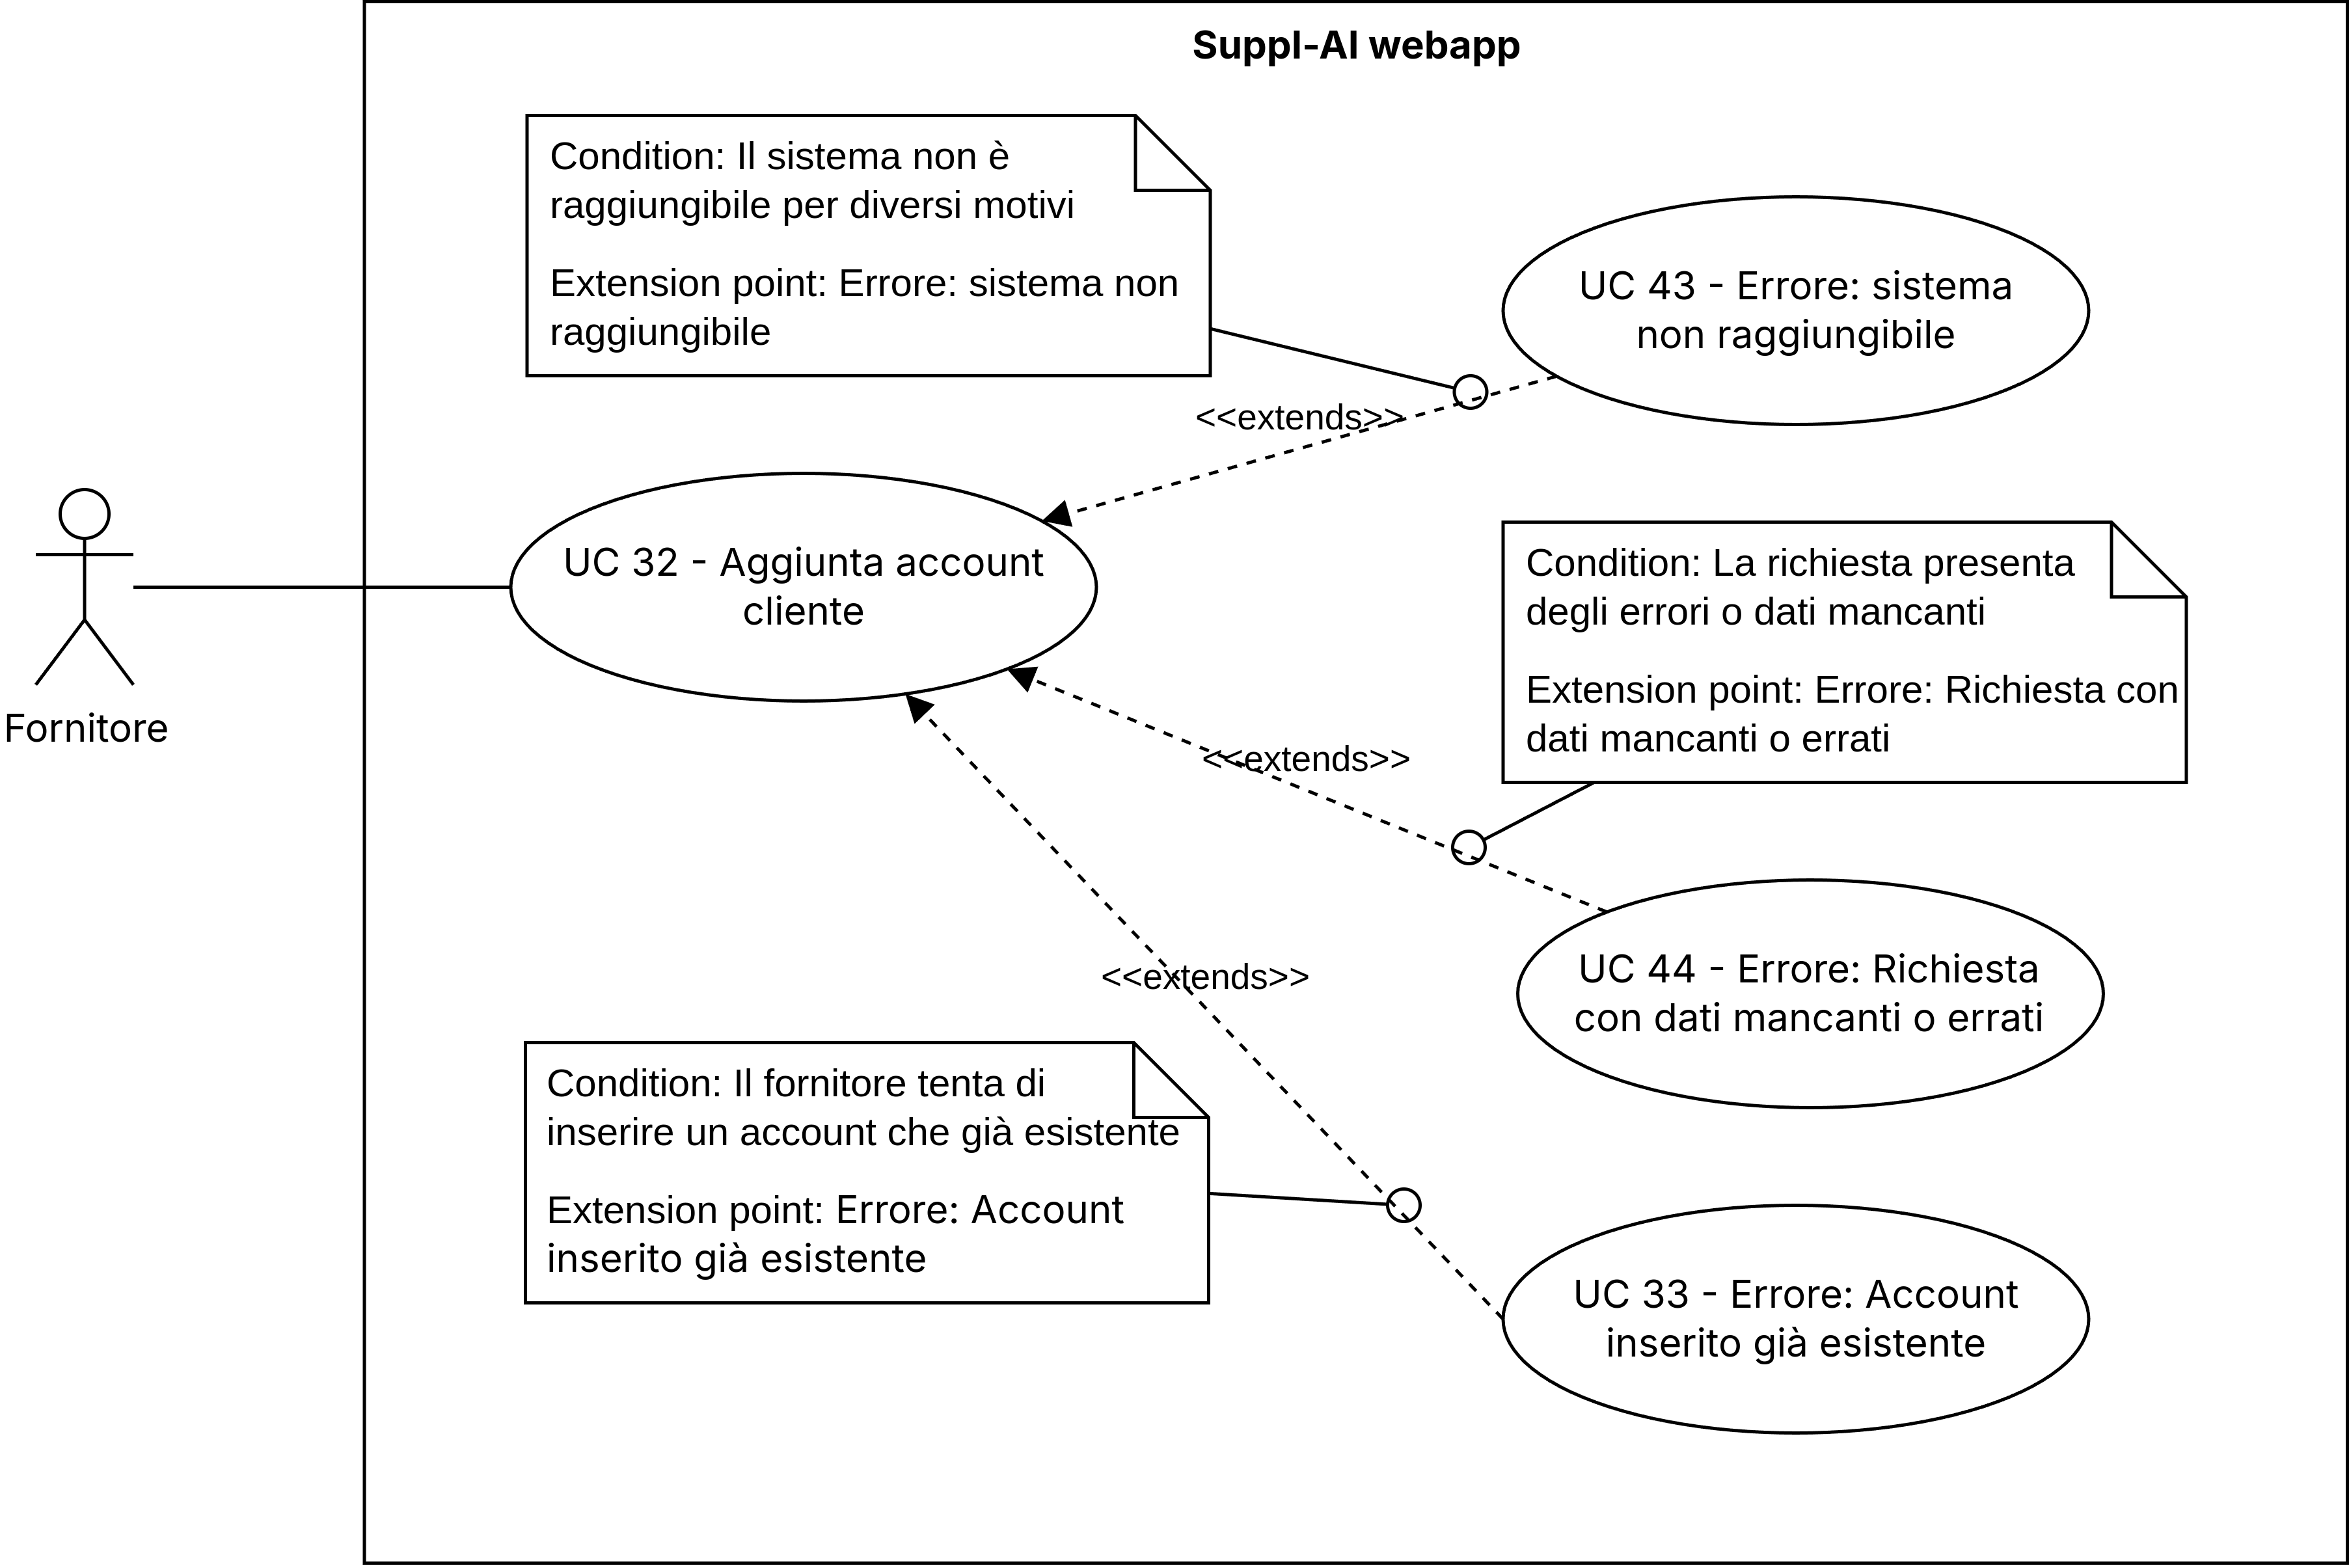 Suppl-AI webapp
Condition: Il sistema non è
raggiungibile per diversi motivi
Extension point: Errore: sistema non
raggiungibile
UC 43 - Errore: sistema
non raggiungibile
<<extends>>
UC 32 - Aggiunta account
cliente
Fornitore
Condition: La richiesta presenta
degli errori o dati mancanti
Extension point: Errore: Richiesta con
dati mancanti o errati
<<extends>>
UC 44 - Errore: Richiesta
con dati mancanti o errati
<<extends>>
Condition: Il fornitore tenta di
inserire un account che già esistente
Extension point: Errore: Account
inserito già esistente
UC 33 - Errore: Account
inserito già esistente